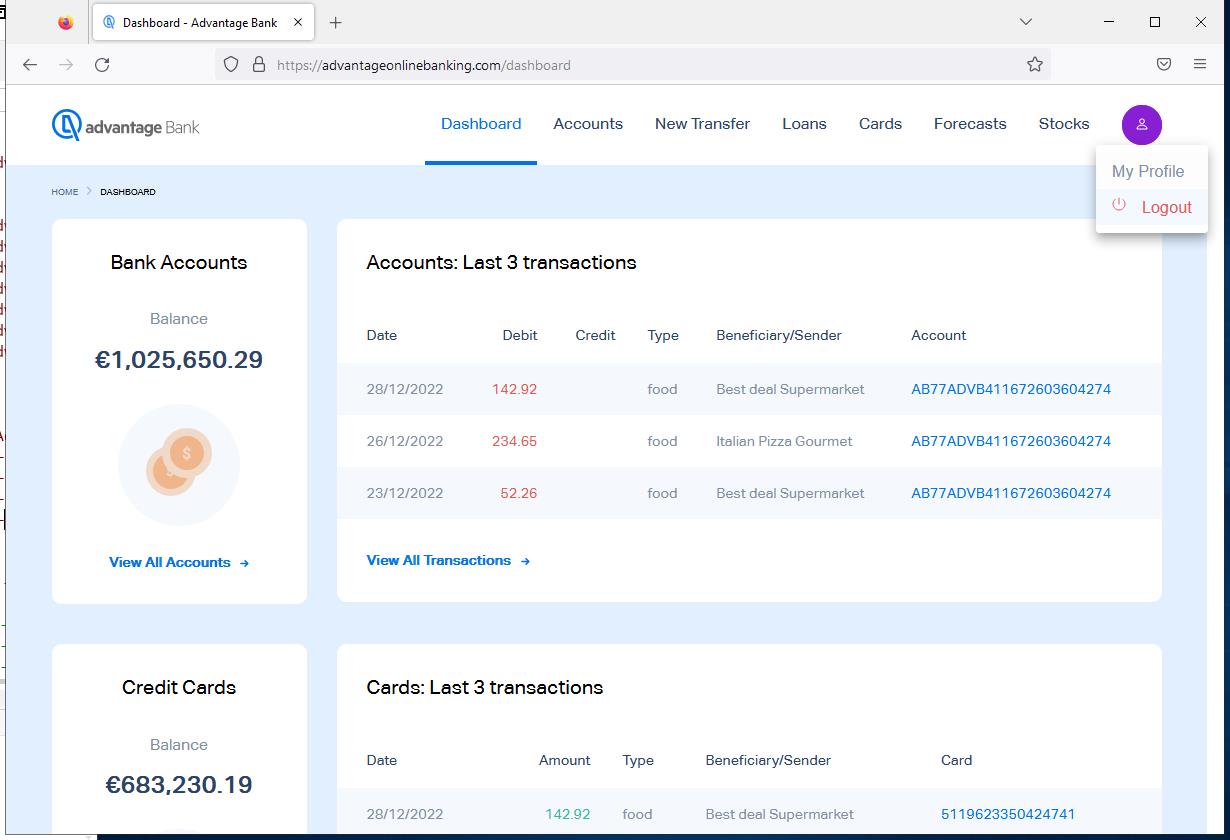 Dashboard - Advantage Bank
https://advantageonlinebanking.com/dashboard
advantage Bank
Dashboard Accounts New Transfer Loans Cards Forecasts Stocks
My Profile
Logout
HOME > DASHBOARD
Bank Accounts
Balance
€1,025,650.29
$
View All Accounts →
Accounts: Last 3 transactions
Date Debit Credit Type Beneficiary/Sender Account
28/12/2022 142.92 food Best deal Supermarket AB77ADVB411672603604274
26/12/2022 234.65 food Italian Pizza Gourmet AB77ADVB411672603604274
23/12/2022 52.26 food Best deal Supermarket AB77ADVB411672603604274
View All Transactions →
Credit Cards
Balance
€683,230.19
Cards: Last 3 transactions
Date Amount Type Beneficiary/Sender Card
28/12/2022 142.92 food Best deal Supermarket 5119623350424741